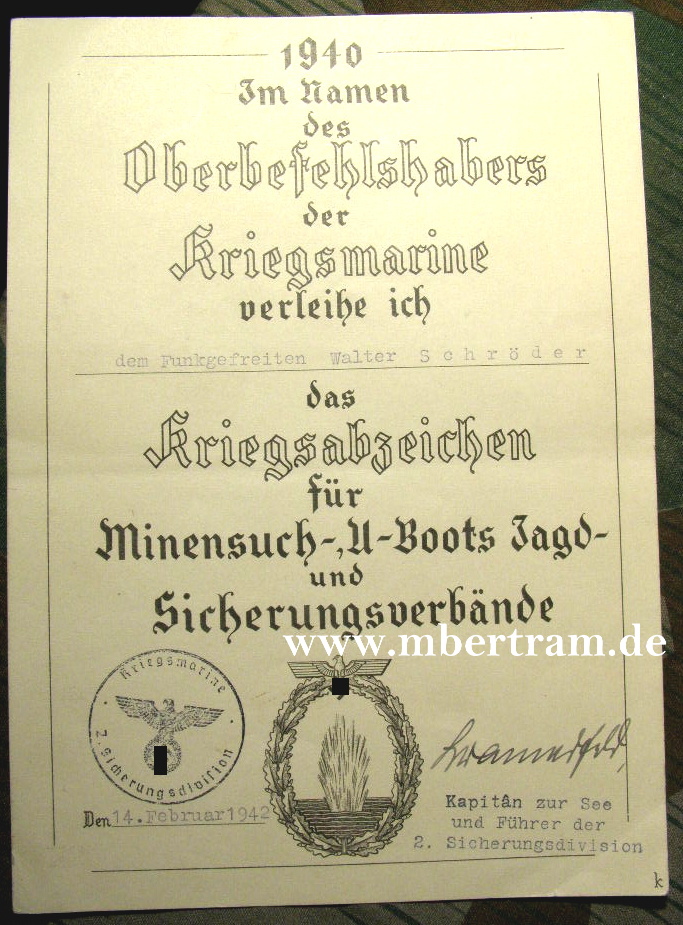 1940
Im Namen
des
Oberbefehlshabers
der
Kriegsmarine
verleihe ich
dem Funkgefreiten Walter Schröder
das
Kriegsabzeichen
für
Minensuch-, U-Boots Jagd-
und
Sicherungsverbände
www.mbertram.de
Kriegsmarine
2. Sicherungsdivision
Den 14. Februar 1942
Kapitän zur See
und Führer der
2. Sicherungsdivision
k